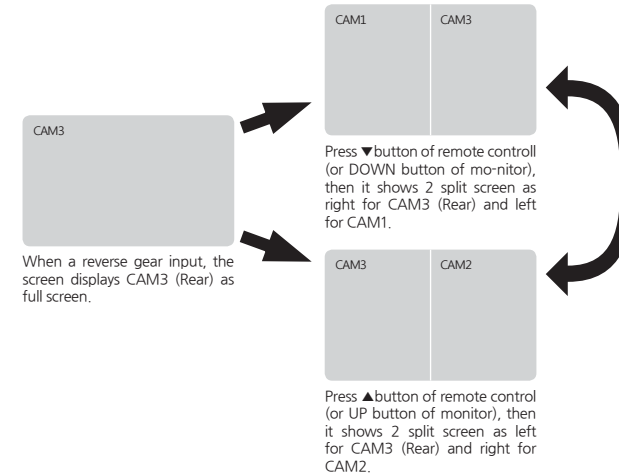 CAM1 CAM3
CAM3
Press ▼button of remote controll
(or DOWN button of mo-nitor),
then it shows 2 split screen as
right for CAM3 (Rear) and left
for CAM1.
When a reverse gear input, the
screen displays CAM3 (Rear) as
full screen.
CAM3 CAM2
Press ▲button of remote control
(or UP button of monitor), then
it shows 2 split screen as left
for CAM3 (Rear) and right for
CAM2.